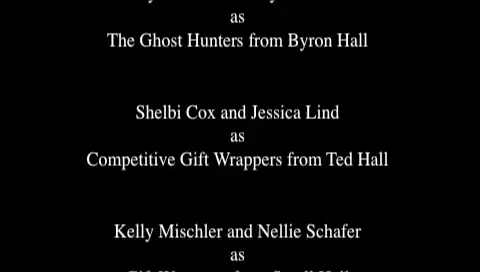 as
The Ghost Hunters from Byron Hall
Shelbi Cox and Jessica Lind
as
Competitive Gift Wrappers from Ted Hall
Kelly Mischler and Nellie Schafer
as